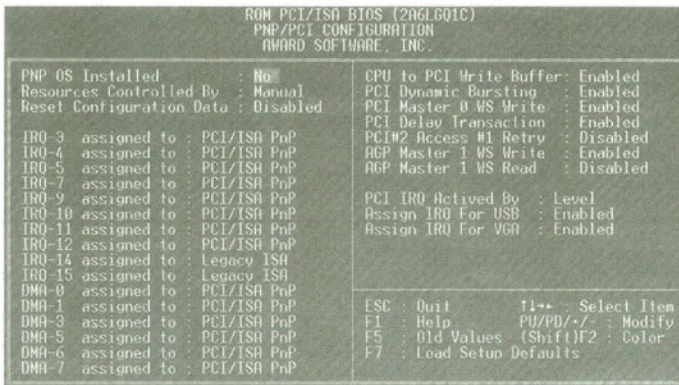 ROM PCI/ISA BIOS (2A6LGQ1C)
PNP/PCI CONFIGURATION
AWARD SOFTWARE, INC.
PNP OS Installed : No
Resources Controlled By : Manual
Reset Configuration Data : Disabled
IRQ-3 assigned to : PCI/ISA PnP
IRQ-4 assigned to : PCI/ISA PnP
IRQ-5 assigned to : PCI/ISA PnP
IRQ-7 assigned to : PCI/ISA PnP
IRQ-9 assigned to : PCI/ISA PnP
IRQ-10 assigned to : PCI/ISA PnP
IRQ-11 assigned to : PCI/ISA PnP
IRQ-12 assigned to : PCI/ISA PnP
IRQ-14 assigned to : Legacy ISA
IRQ-15 assigned to : Legacy ISA
DMA-0 assigned to : PCI/ISA PnP
DMA-1 assigned to : PCI/ISA PnP
DMA-3 assigned to : PCI/ISA PnP
DMA-5 assigned to : PCI/ISA PnP
DMA-6 assigned to : PCI/ISA PnP
DMA-7 assigned to : PCI/ISA PnP
CPU to PCI Write Buffer: Enabled
PCI Dynamic Bursting : Enabled
PCI Master 0 WS Write : Enabled
PCI Delay Transaction : Enabled
PCI#2 Access #1 Retry : Disabled
AGP Master 1 WS Write : Enabled
AGP Master 1 WS Read : Disabled
PCI IRQ Actived By : Level
Assign IRQ For USB : Enabled
Assign IRQ For VGA : Enabled
ESC : Quit ↑↓→← : Select Item
F1 : Help PU/PD/+/- : Modify
F5 : Old Values (Shift)F2 : Color
F7 : Load Setup Defaults